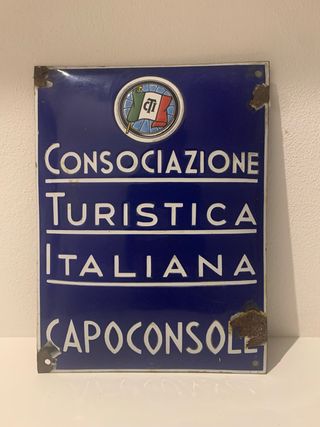 CTI
CONSOCIAZIONE
TURISTICA
ITALIANA
CAPOCONSOLE